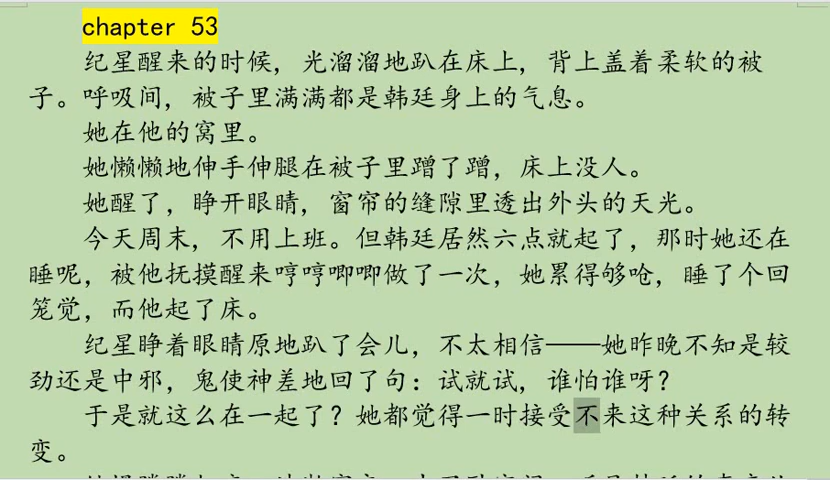 chapter 53
纪星醒来的时候，光溜溜地趴在床上，背上盖着柔软的被
子。呼吸间，被子里满满都是韩廷身上的气息。
她在他的窝里。
她懒懒地伸手伸腿在被子里蹭了蹭，床上没人。
她醒了，睁开眼睛，窗帘的缝隙里透出外头的天光。
今天周末，不用上班。但韩廷居然六点就起了，那时她还在
睡呢，被他抚摸醒来哼哼唧唧做了一次，她累得够呛，睡了个回
笼觉，而他起了床。
纪星睁着眼睛原地趴了会儿，不太相信——她昨晚不知是较
劲还是中邪，鬼使神差地回了句：试就试，谁怕谁呀？
于是就这么在一起了？她都觉得一时接受不来这种关系的转
变。